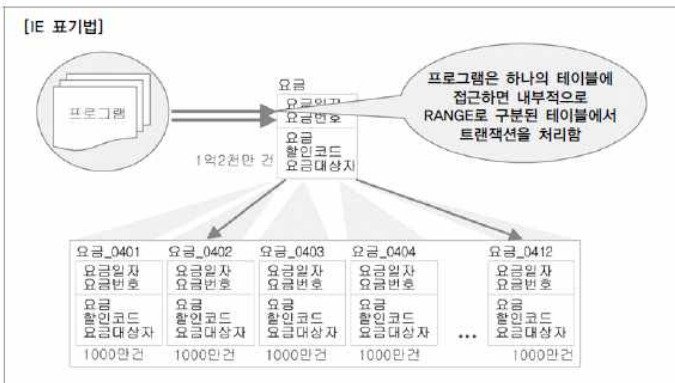 [IE 표기법]
프로그램
요금
요금일자
요금번호
요금
할인코드
요금대상자
1억2천만 건
프로그램은 하나의 테이블에
접근하면 내부적으로
RANGE로 구분된 테이블에서
트랜잭션을 처리함
요금_0401
요금일자
요금번호
요금
할인코드
요금대상자
1000만건
요금_0402
요금일자
요금번호
요금
할인코드
요금대상자
1000만건
요금_0403
요금일자
요금번호
요금
할인코드
요금대상자
1000만건
요금_0404
요금일자
요금번호
요금
할인코드
요금대상자
1000만건
...
요금_0412
요금일자
요금번호
요금
할인코드
요금대상자
1000만건